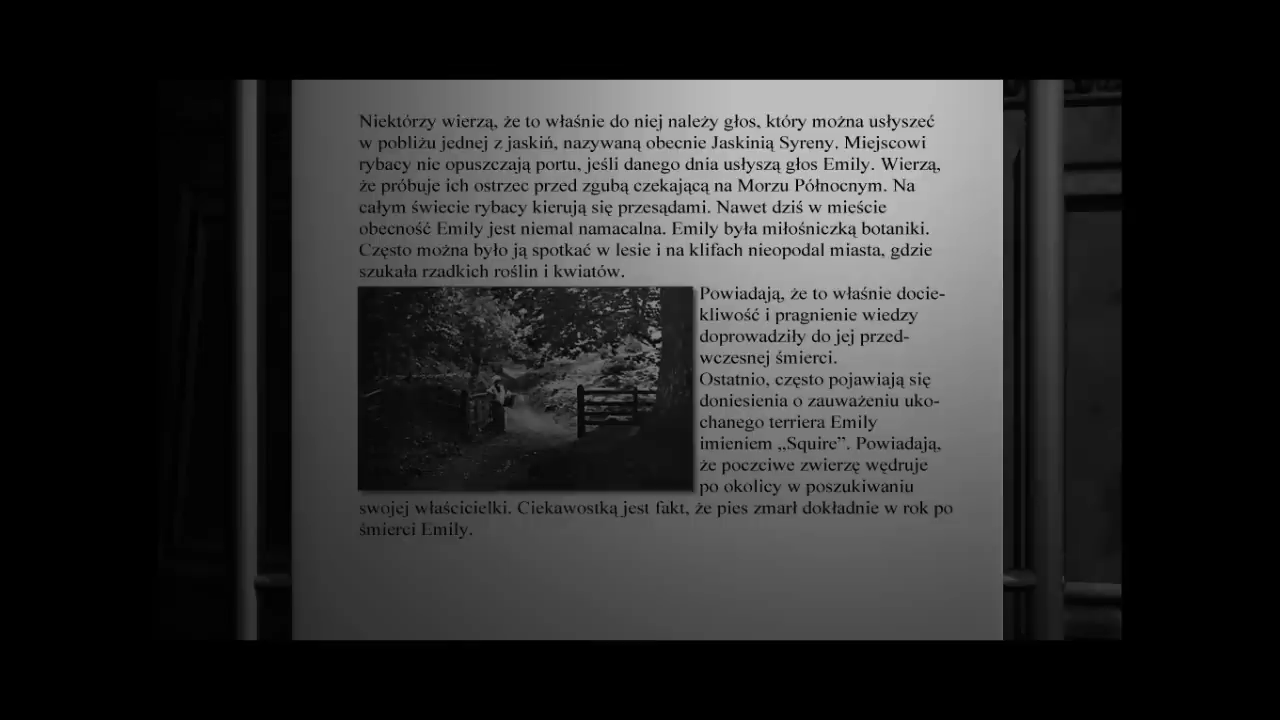 Niektórzy wierzą, że to właśnie do niej należy głos, który można usłyszeć
w pobliżu jednej z jaskiń, nazywaną obecnie Jaskinią Syreny. Miejscowi
rybacy nie opuszczają portu, jeśli danego dnia usłyszą głos Emily. Wierzą,
że próbuje ich ostrzec przed zgubą czekającą na Morzu Północnym. Na
całym świecie rybacy kierują się przesądami. Nawet dziś w mieście
obecność Emily jest niemal namacalna. Emily była miłośniczką botaniki.
Często można było ją spotkać w lesie i na klifach nieopodal miasta, gdzie
szukała rzadkich roślin i kwiatów.
Powiadają, że to właśnie docie-
kliwość i pragnienie wiedzy
doprowadziły do jej przed-
wczesnej śmierci.
Ostatnio, często pojawiają się
doniesienia o zauważeniu uko-
chanego terriera Emily
imieniem „Squire”. Powiadają,
że poczciwe zwierzę wędruje
po okolicy w poszukiwaniu
swojej właścicielki. Ciekawostką jest fakt, że pies zmarł dokładnie w rok po
śmierci Emily.